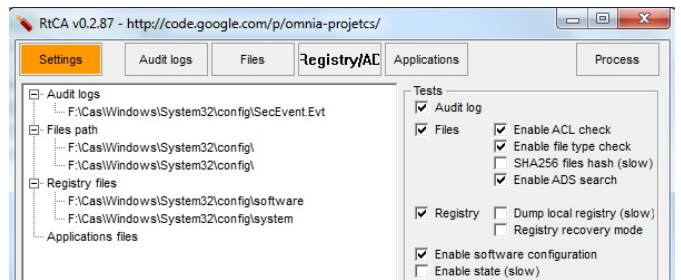 RtCA v0.2.87 - http://code.google.com/p/omnia-projetcs/
Settings Audit logs Files Registry/AD Applications Process
Audit logs
F:\Cas\Windows\System32\config\SecEvent.Evt
Files path
F:\Cas\Windows\System32\config\
F:\Cas\Windows\System32\config\
Registry files
F:\Cas\Windows\System32\config\software
F:\Cas\Windows\System32\config\system
Applications files
Tests
Audit log
Files Enable ACL check
Enable file type check
SHA256 files hash (slow)
Enable ADS search
Registry Dump local registry (slow)
Registry recovery mode
Enable software configuration
Enable state (slow)